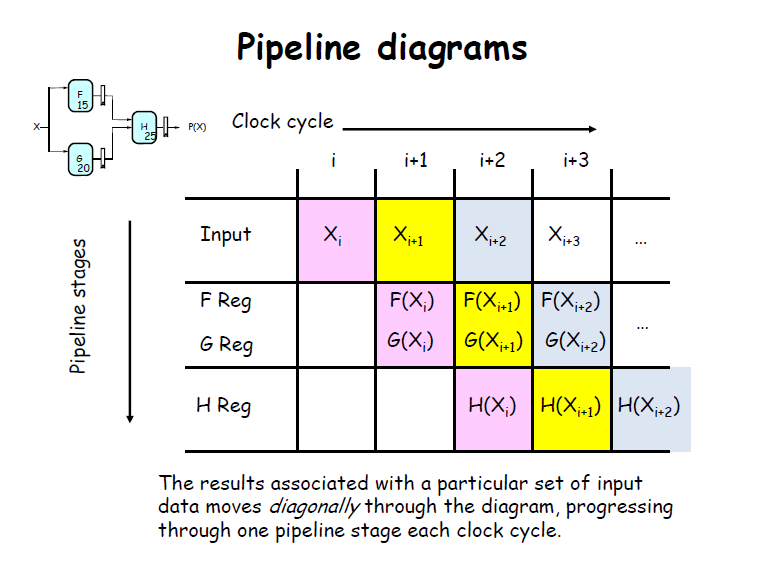 Pipeline diagrams
F
15
X
H
25
P(X)
G
20
Clock cycle
i i+1 i+2 i+3
Pipeline stages
Input Xᵢ Xᵢ₊₁ Xᵢ₊₂ Xᵢ₊₃ ...
F Reg F(Xᵢ) F(Xᵢ₊₁) F(Xᵢ₊₂)
...
G Reg G(Xᵢ) G(Xᵢ₊₁) G(Xᵢ₊₂)
H Reg H(Xᵢ) H(Xᵢ₊₁) H(Xᵢ₊₂)
The results associated with a particular set of input
data moves diagonally through the diagram, progressing
through one pipeline stage each clock cycle.